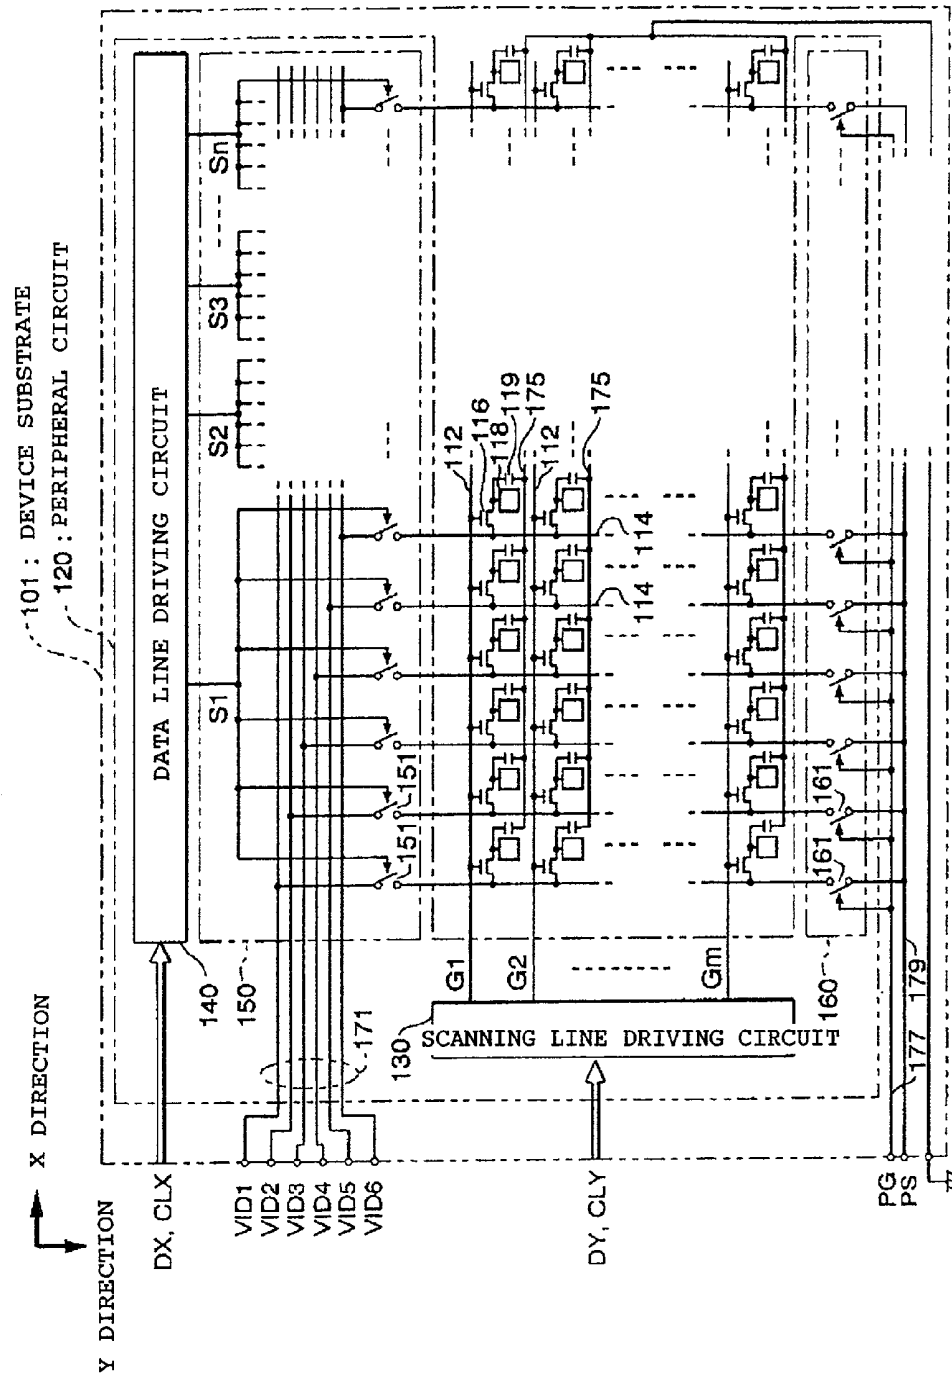 101 : DEVICE SUBSTRATE
120 : PERIPHERAL CIRCUIT
X DIRECTION
Y DIRECTION
DATA LINE DRIVING CIRCUIT
DX, CLX
140
S1
S2
S3
Sn
150
VID1
VID2
VID3
VID4
VID5
VID6
171
151
151
112
116
118
119
175
112
175
114
114
G1
G2
Gm
130
SCANNING LINE DRIVING CIRCUIT
DY, CLY
160
161
161
177
179
PG
PS